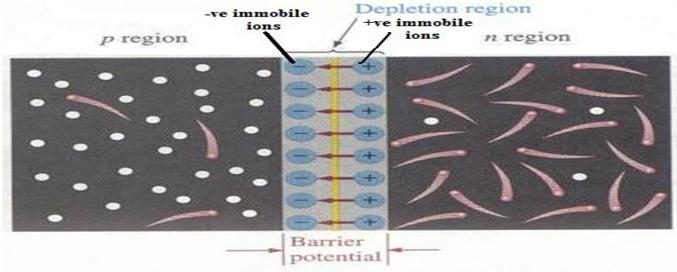 -ve immobile
ions
Depletion region
+ve immobile
ions
p region
n region
− +
− +
− +
− +
− +
− +
− +
− +
Barrier
potential